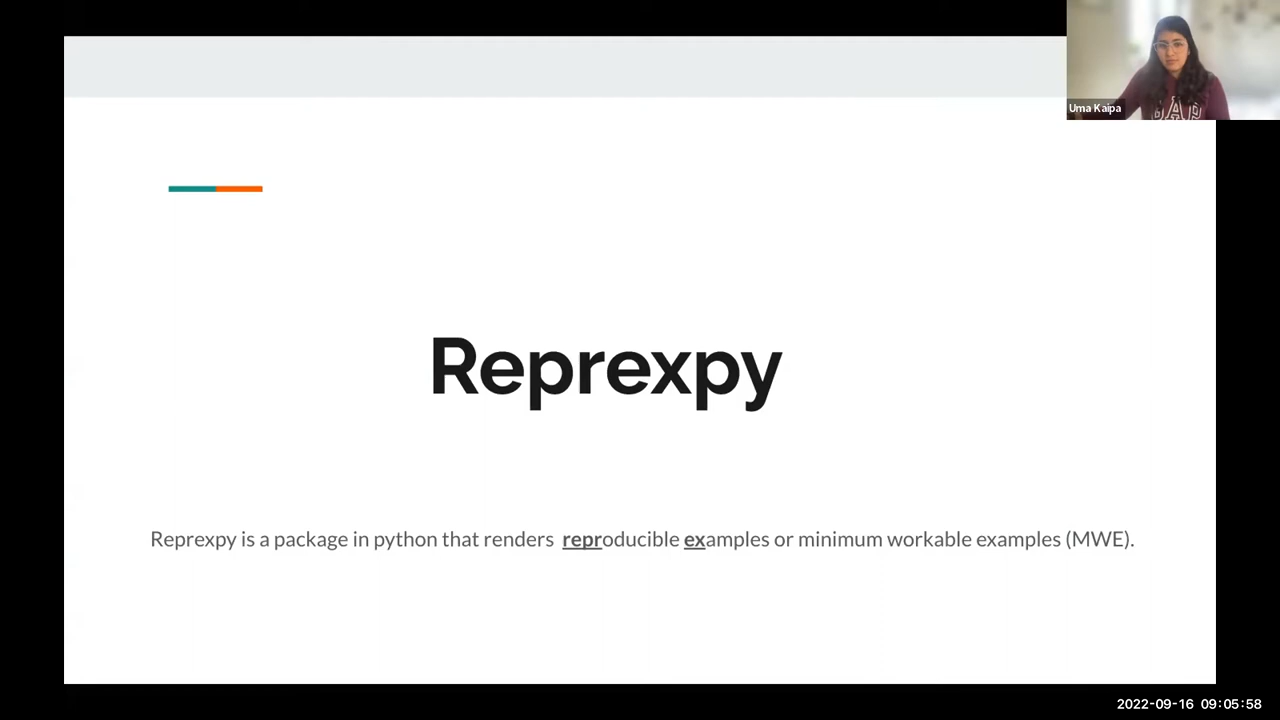 Uma Kaipa
GAP
Reprexpy
Reprexpy is a package in python that renders reproducible examples or minimum workable examples (MWE).
2022-09-16 09:05:58